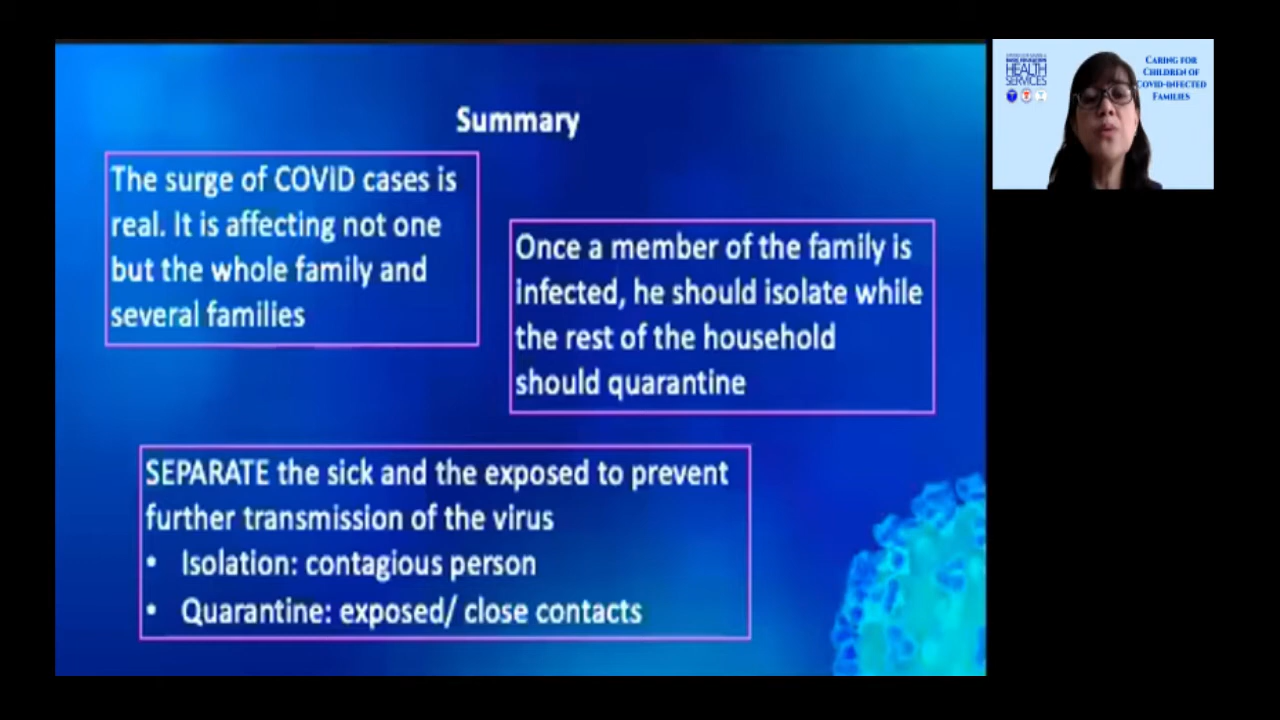 Summary
The surge of COVID cases is
real. It is affecting not one
but the whole family and
several families
Once a member of the family is
infected, he should isolate while
the rest of the household
should quarantine
SEPARATE the sick and the exposed to prevent
further transmission of the virus
• Isolation: contagious person
• Quarantine: exposed/ close contacts
HEALTH
SERVICES
CARING FOR
CHILDREN OF
COVID-INFECTED
FAMILIES